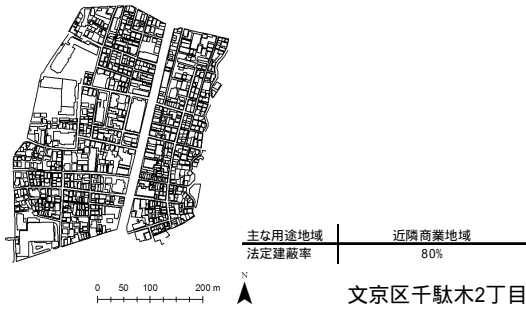 主な用途地域 近隣商業地域
法定建蔽率 80%
N
0 50 100 200 m
文京区千駄木2丁目